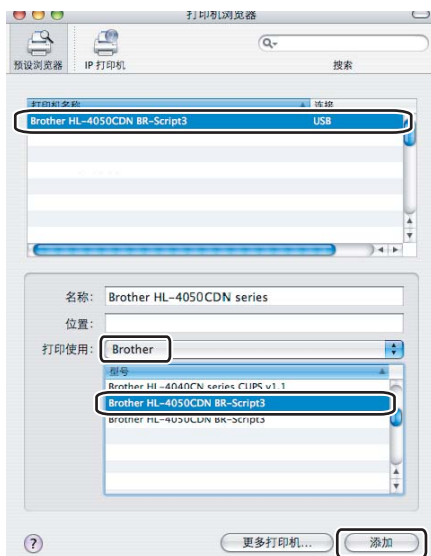 打印机浏览器
预设浏览器 IP 打印机 搜索
打印机名称 连接
Brother HL-4050CDN BR-Script3 USB
名称: Brother HL-4050CDN series
位置:
打印使用: Brother
型号
Brother HL-4040CN series CUPS v1.1
Brother HL-4050CDN BR-Script3
Brother HL-4050CDN BR-Script3
? 更多打印机... 添加